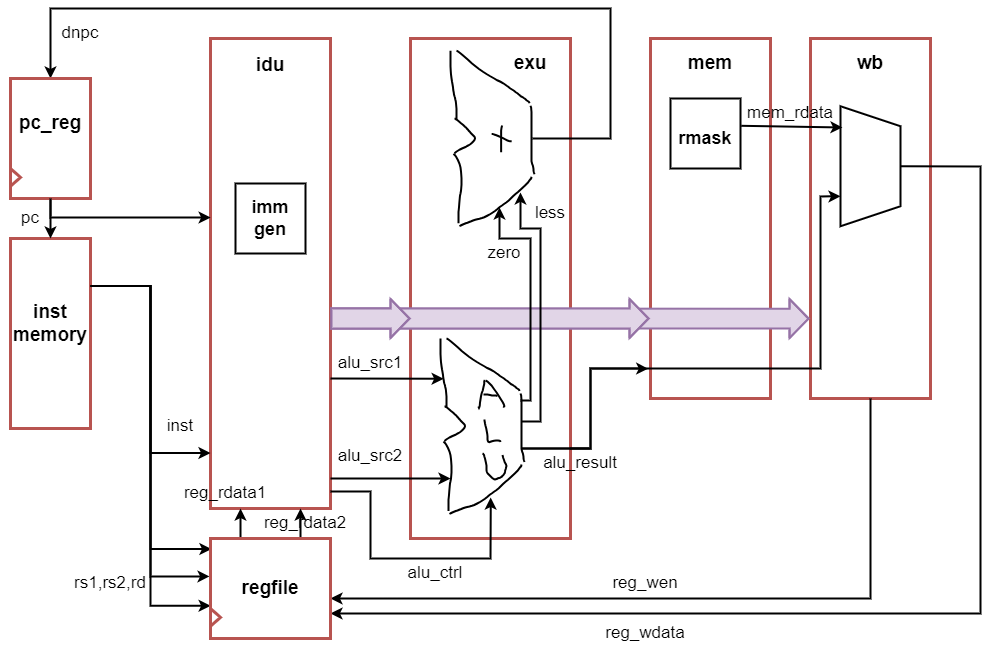 dnpc
idu
exu
mem
wb
pc_reg
mem_rdata
rmask
+
imm
gen
pc
less
zero
inst
memory
alu_src1
ALU
inst
alu_src2
alu_result
reg_rdata1
reg_rdata2
alu_ctrl
rs1,rs2,rd
regfile
reg_wen
reg_wdata